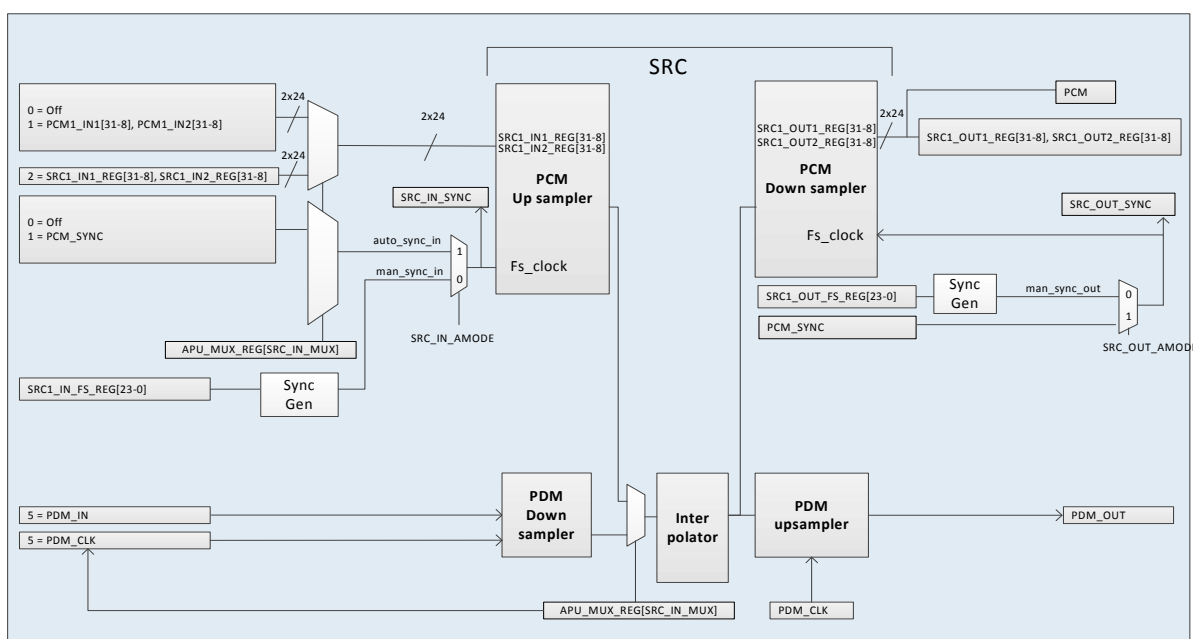 SRC
0 = Off
1 = PCM1_IN1[31-8], PCM1_IN2[31-8]
2x24
2x24
2 = SRC1_IN1_REG[31-8], SRC1_IN2_REG[31-8]
0 = Off
1 = PCM_SYNC
2x24
SRC1_IN1_REG[31-8]
SRC1_IN2_REG[31-8]
PCM
Up sampler
Fs_clock
SRC_IN_SYNC
auto_sync_in
man_sync_in
1
0
SRC_IN_AMODE
APU_MUX_REG[SRC_IN_MUX]
SRC1_IN_FS_REG[23-0]
Sync
Gen
SRC1_OUT1_REG[31-8]
SRC1_OUT2_REG[31-8]
PCM
Down sampler
Fs_clock
2x24
PCM
SRC1_OUT1_REG[31-8], SRC1_OUT2_REG[31-8]
SRC_OUT_SYNC
SRC1_OUT_FS_REG[23-0]
Sync
Gen
man_sync_out
0
1
PCM_SYNC
SRC_OUT_AMODE
5 = PDM_IN
5 = PDM_CLK
PDM
Down
sampler
Inter
polator
PDM
upsampler
PDM_OUT
APU_MUX_REG[SRC_IN_MUX]
PDM_CLK